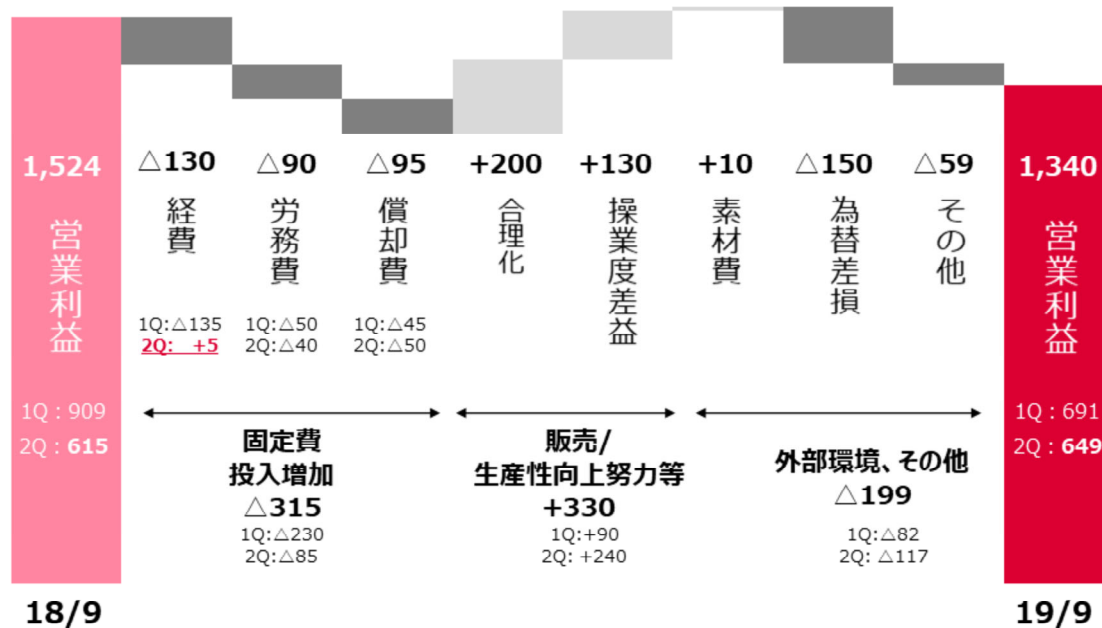 1,524
営業利益
1Q : 909
2Q : 615
18/9
△130
経費
1Q:△135
2Q: +5
△90
労務費
1Q:△50
2Q:△40
△95
償却費
1Q:△45
2Q:△50
+200
合理化
+130
操業度差益
+10
素材費
△150
為替差損
△59
その他
固定費
投入増加
△315
1Q:△230
2Q:△85
販売/
生産性向上努力等
+330
1Q:+90
2Q: +240
外部環境、その他
△199
1Q:△82
2Q: △117
1,340
営業利益
1Q : 691
2Q : 649
19/9